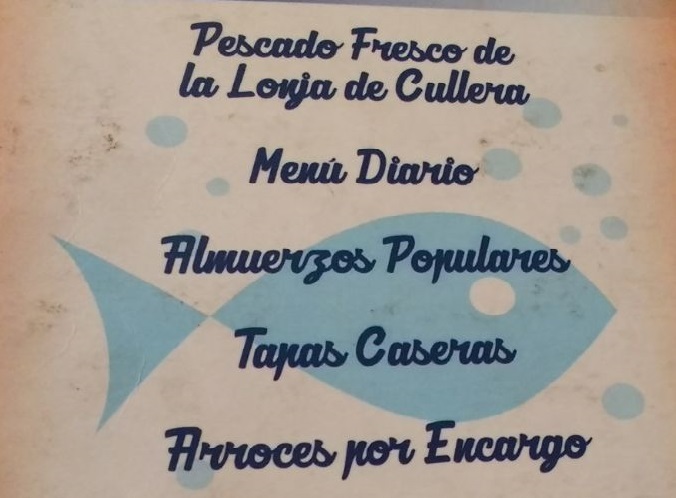 Pescado Fresco de
la Lonja de Cullera
Menú Diario
Almuerzos Populares
Tapas Caseras
Arroces por Encargo